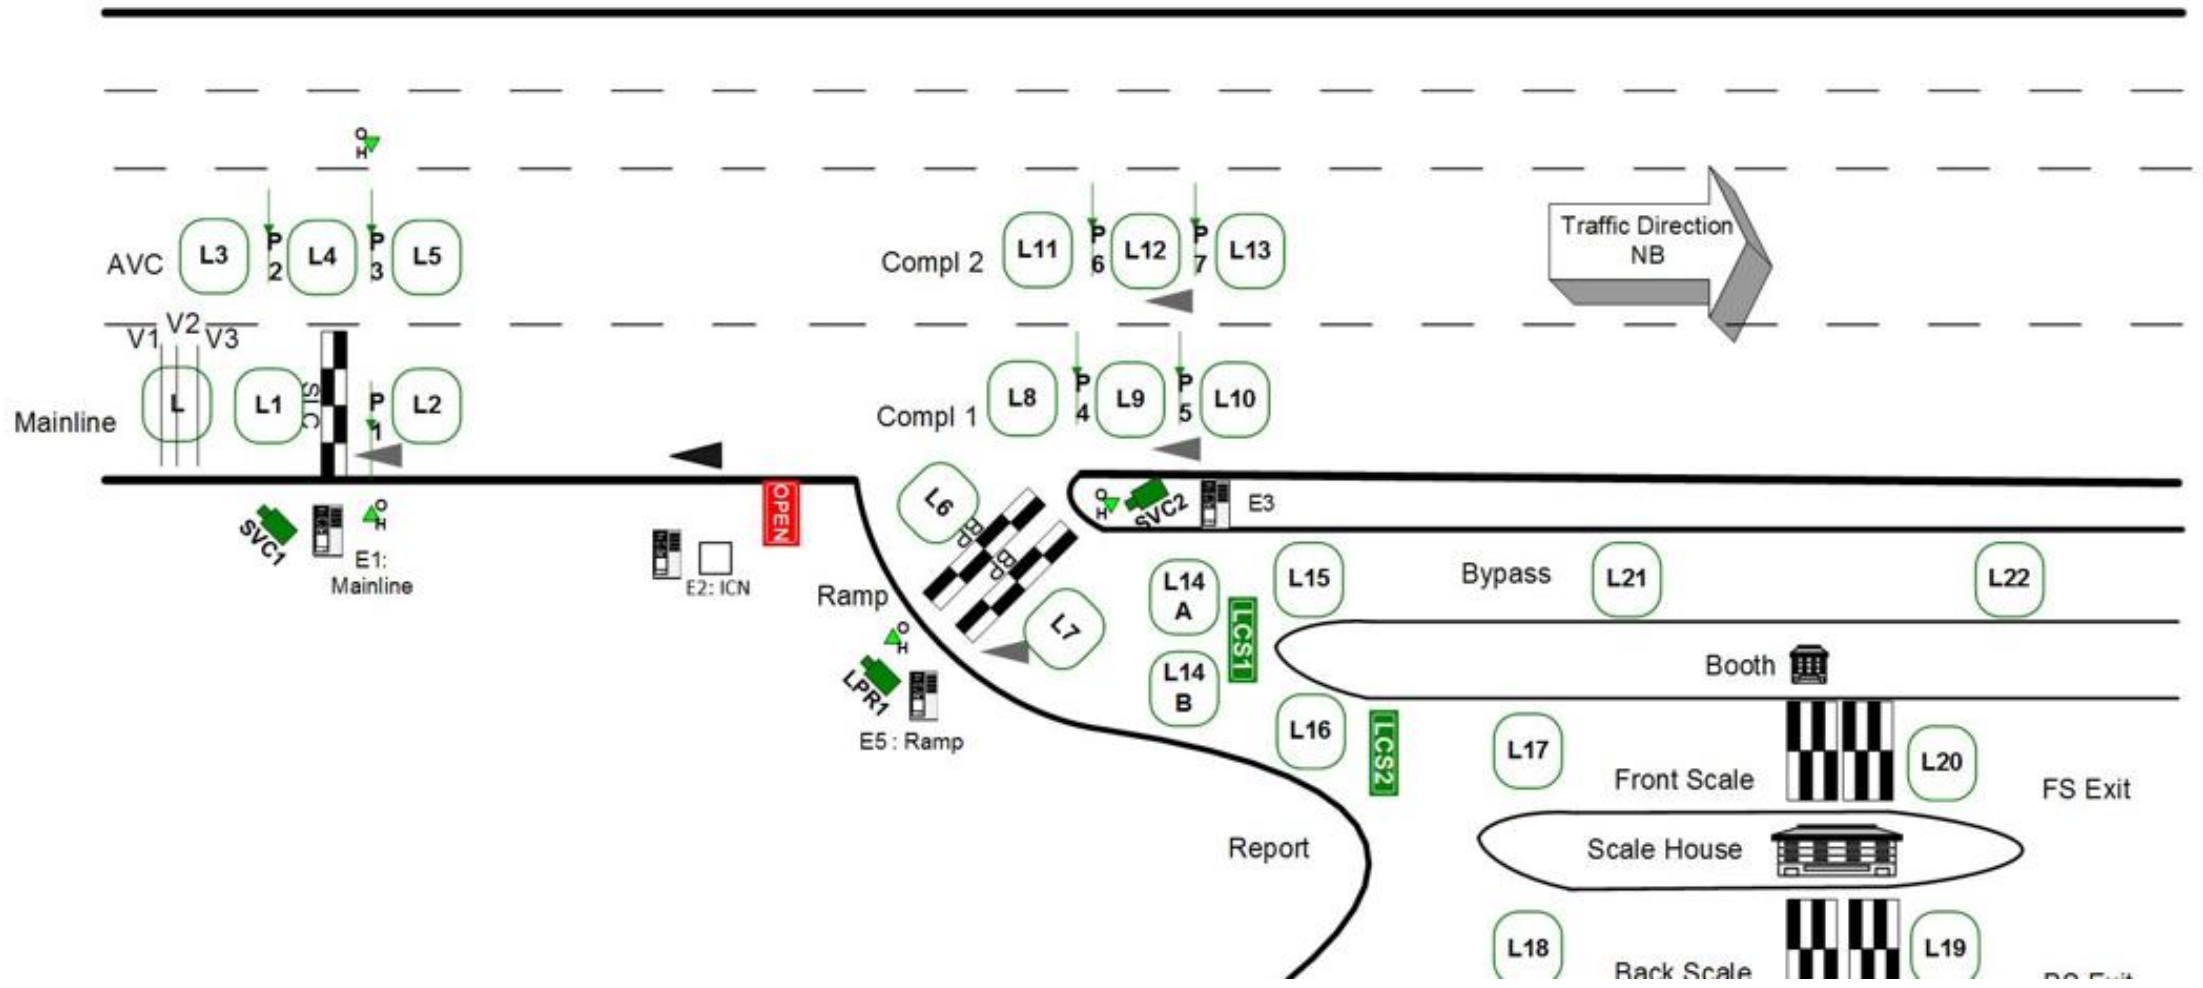 O
H
AVC
L3
P
2
L4
P
3
L5
Compl 2
L11
P
6
L12
P
7
L13
Traffic Direction
NB
V1
V2
V3
Mainline
L
L1
SLC
P
1
L2
Compl 1
L8
P
4
L9
P
5
L10
OPEN
SVC1
O
H
E1:
Mainline
E2: ICN
L6
BP
BP
L7
O
H
SVC2
E3
Ramp
O
H
LPR1
E5 : Ramp
L14
A
L14
B
LCS1
L15
Bypass
L21
L22
Booth
L16
LCS2
L17
Front Scale
L20
FS Exit
Report
Scale House
L18
Back Scale
L19